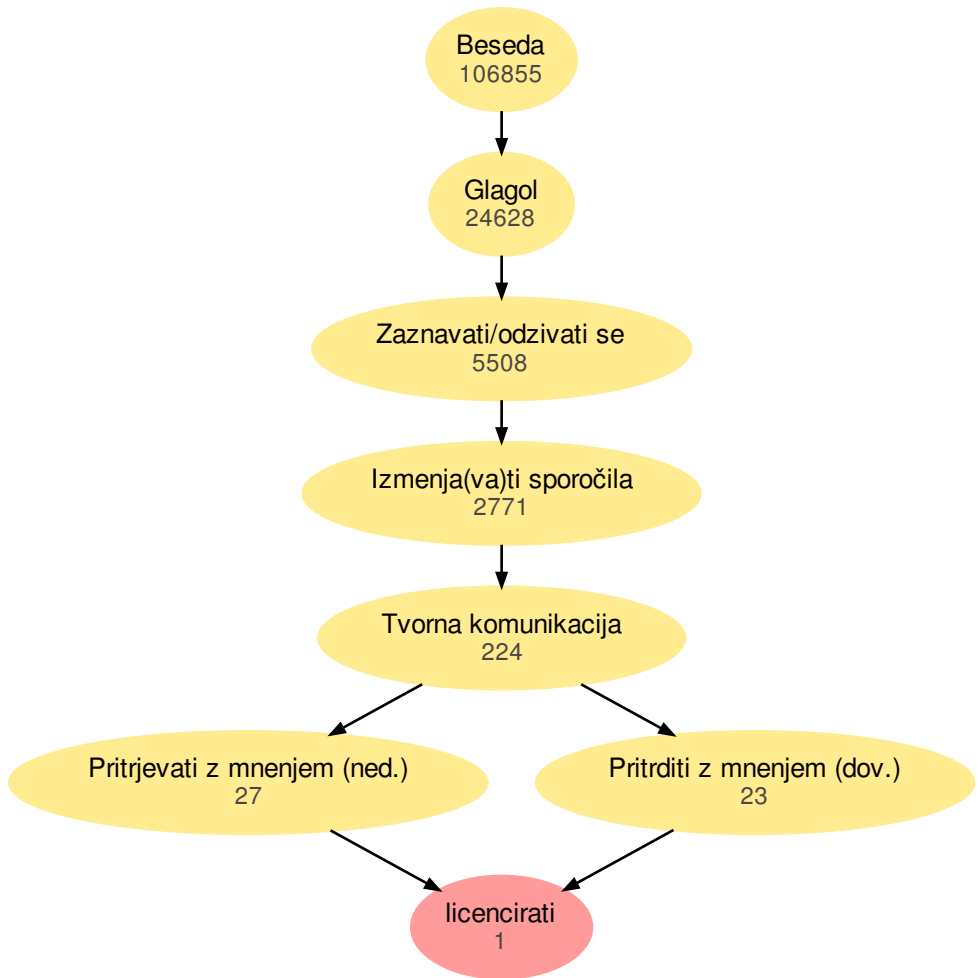 Beseda
106855
Glagol
24628
Zaznavati/odzivati se
5508
Izmenja(va)ti sporočila
2771
Tvorna komunikacija
224
Pritrjevati z mnenjem (ned.)
27
Pritrditi z mnenjem (dov.)
23
licencirati
1